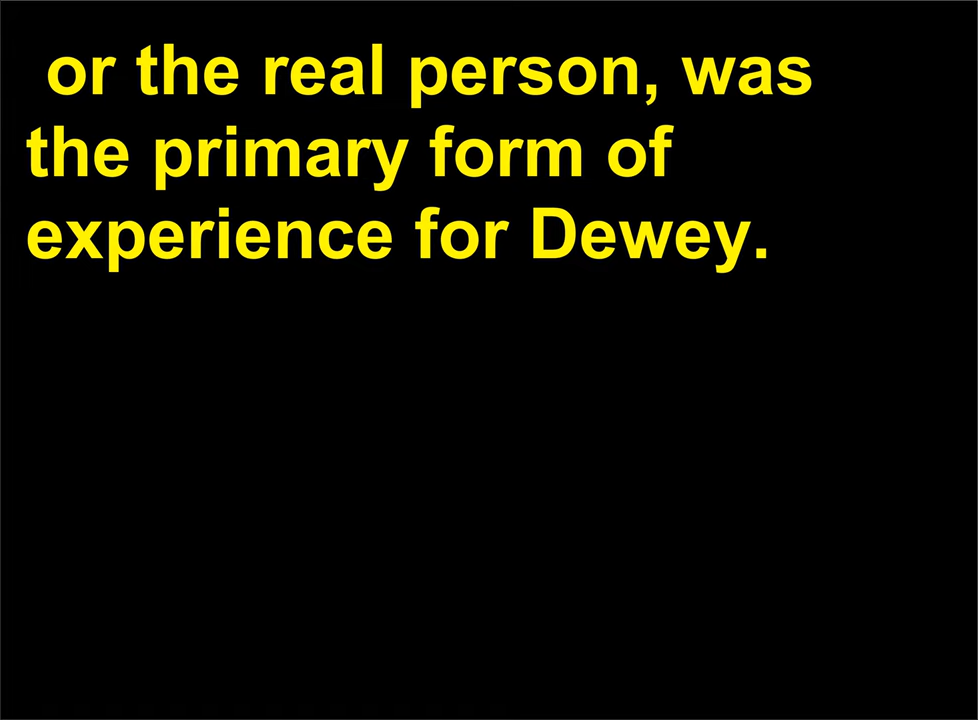 or the real person, was
the primary form of
experience for Dewey.